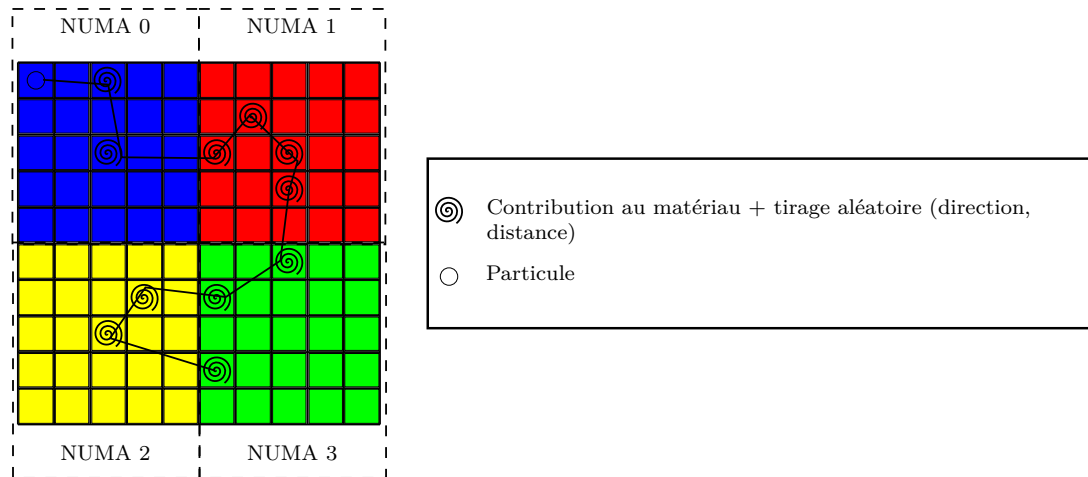 NUMA 0
NUMA 1
Contribution au matériau + tirage aléatoire (direction,
distance)
Particule
NUMA 2
NUMA 3